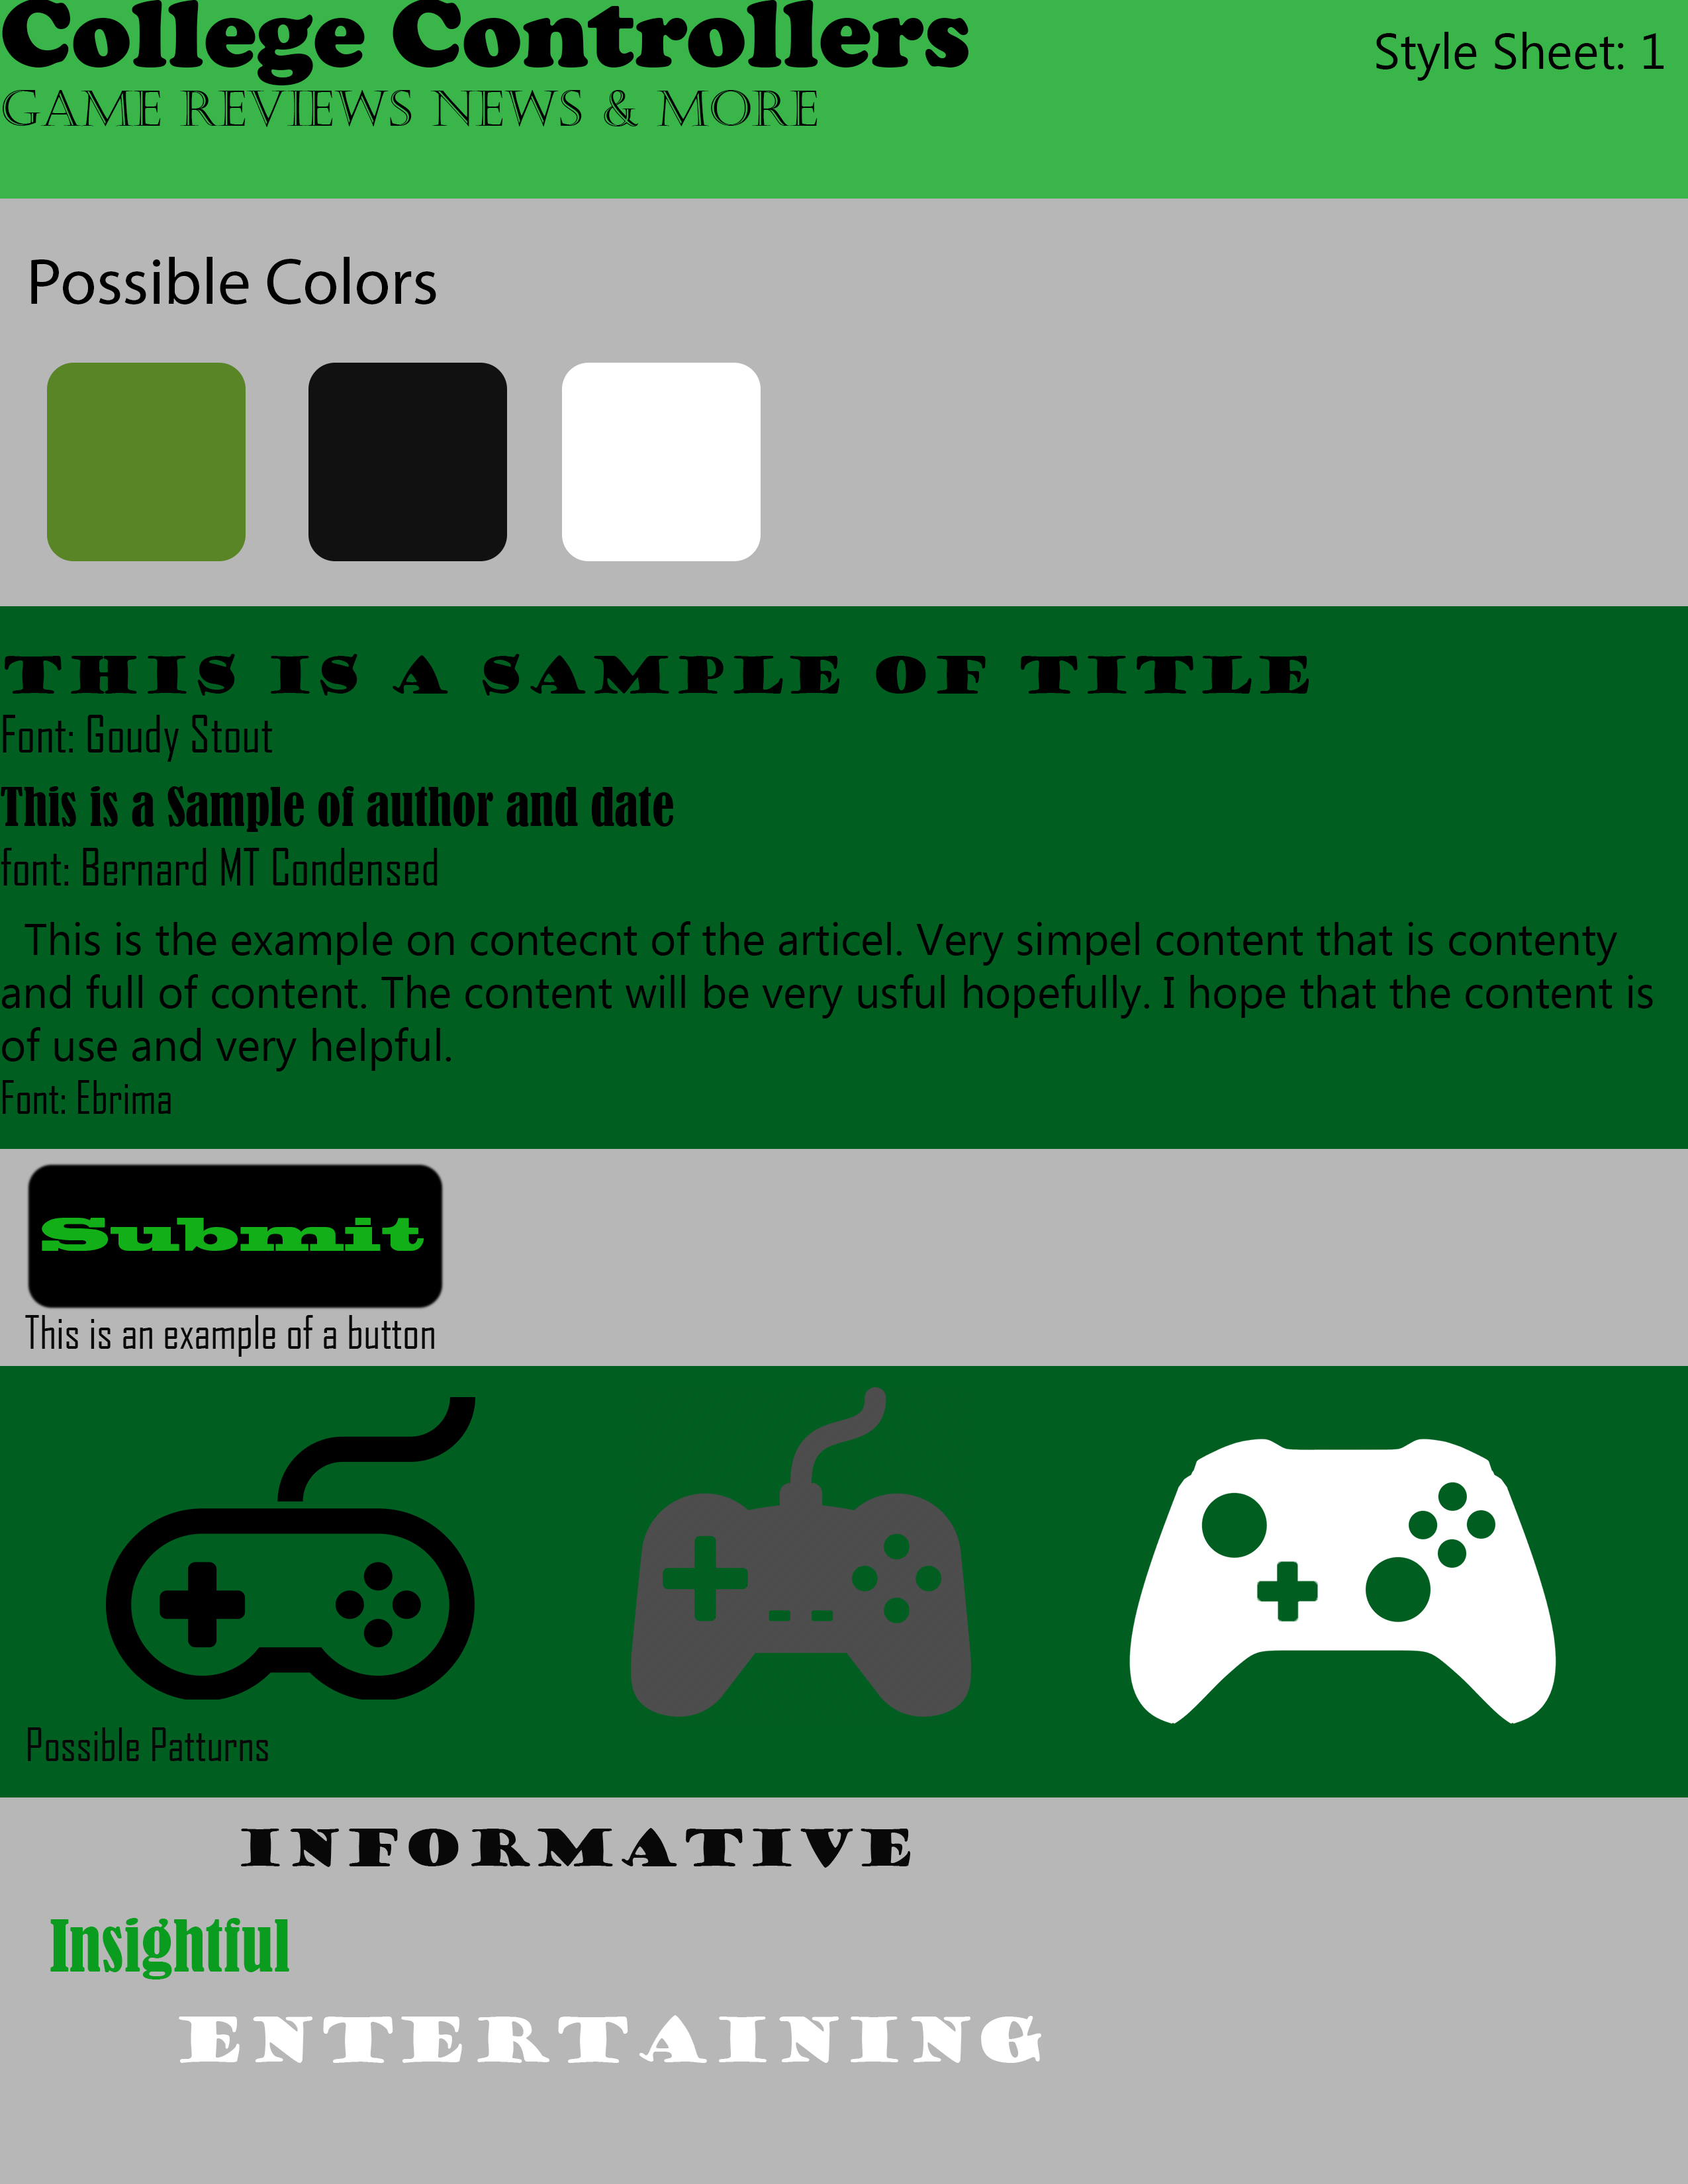 College Controllers
Style Sheet: 1
GAME REVIEWS NEWS & MORE
Possible Colors
THIS IS A SAMPLE OF TITLE
Font: Goudy Stout
This is a Sample of author and date
font: Bernard MT Condensed
This is the example on contecnt of the articel. Very simpel content that is contenty
and full of content. The content will be very usful hopefully. I hope that the content is
of use and very helpful.
Font: Ebrima
Submit
This is an example of a button
Possible Patturns
INFORMATIVE
Insightful
ENTERTAINING